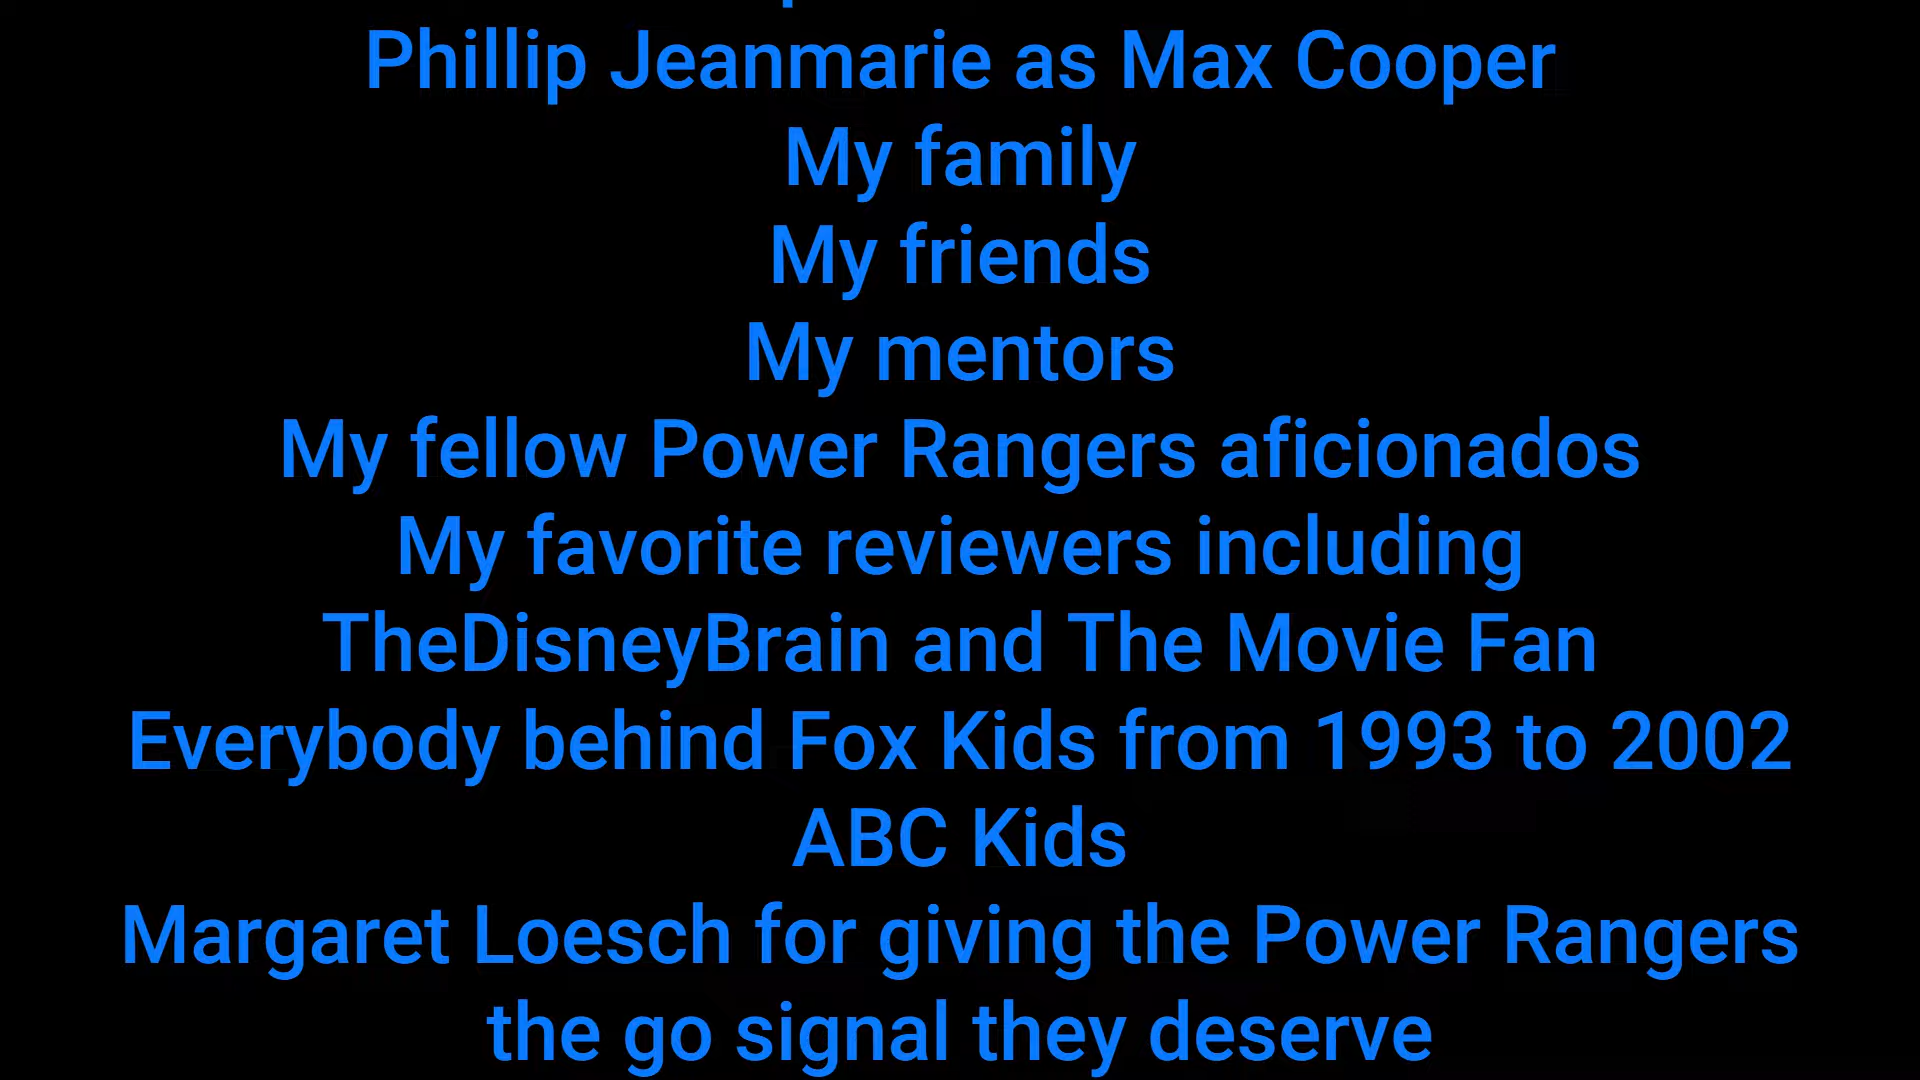 Phillip Jeanmarie as Max Cooper
My family
My friends
My mentors
My fellow Power Rangers aficionados
My favorite reviewers including
TheDisneyBrain and The Movie Fan
Everybody behind Fox Kids from 1993 to 2002
ABC Kids
Margaret Loesch for giving the Power Rangers
the go signal they deserve